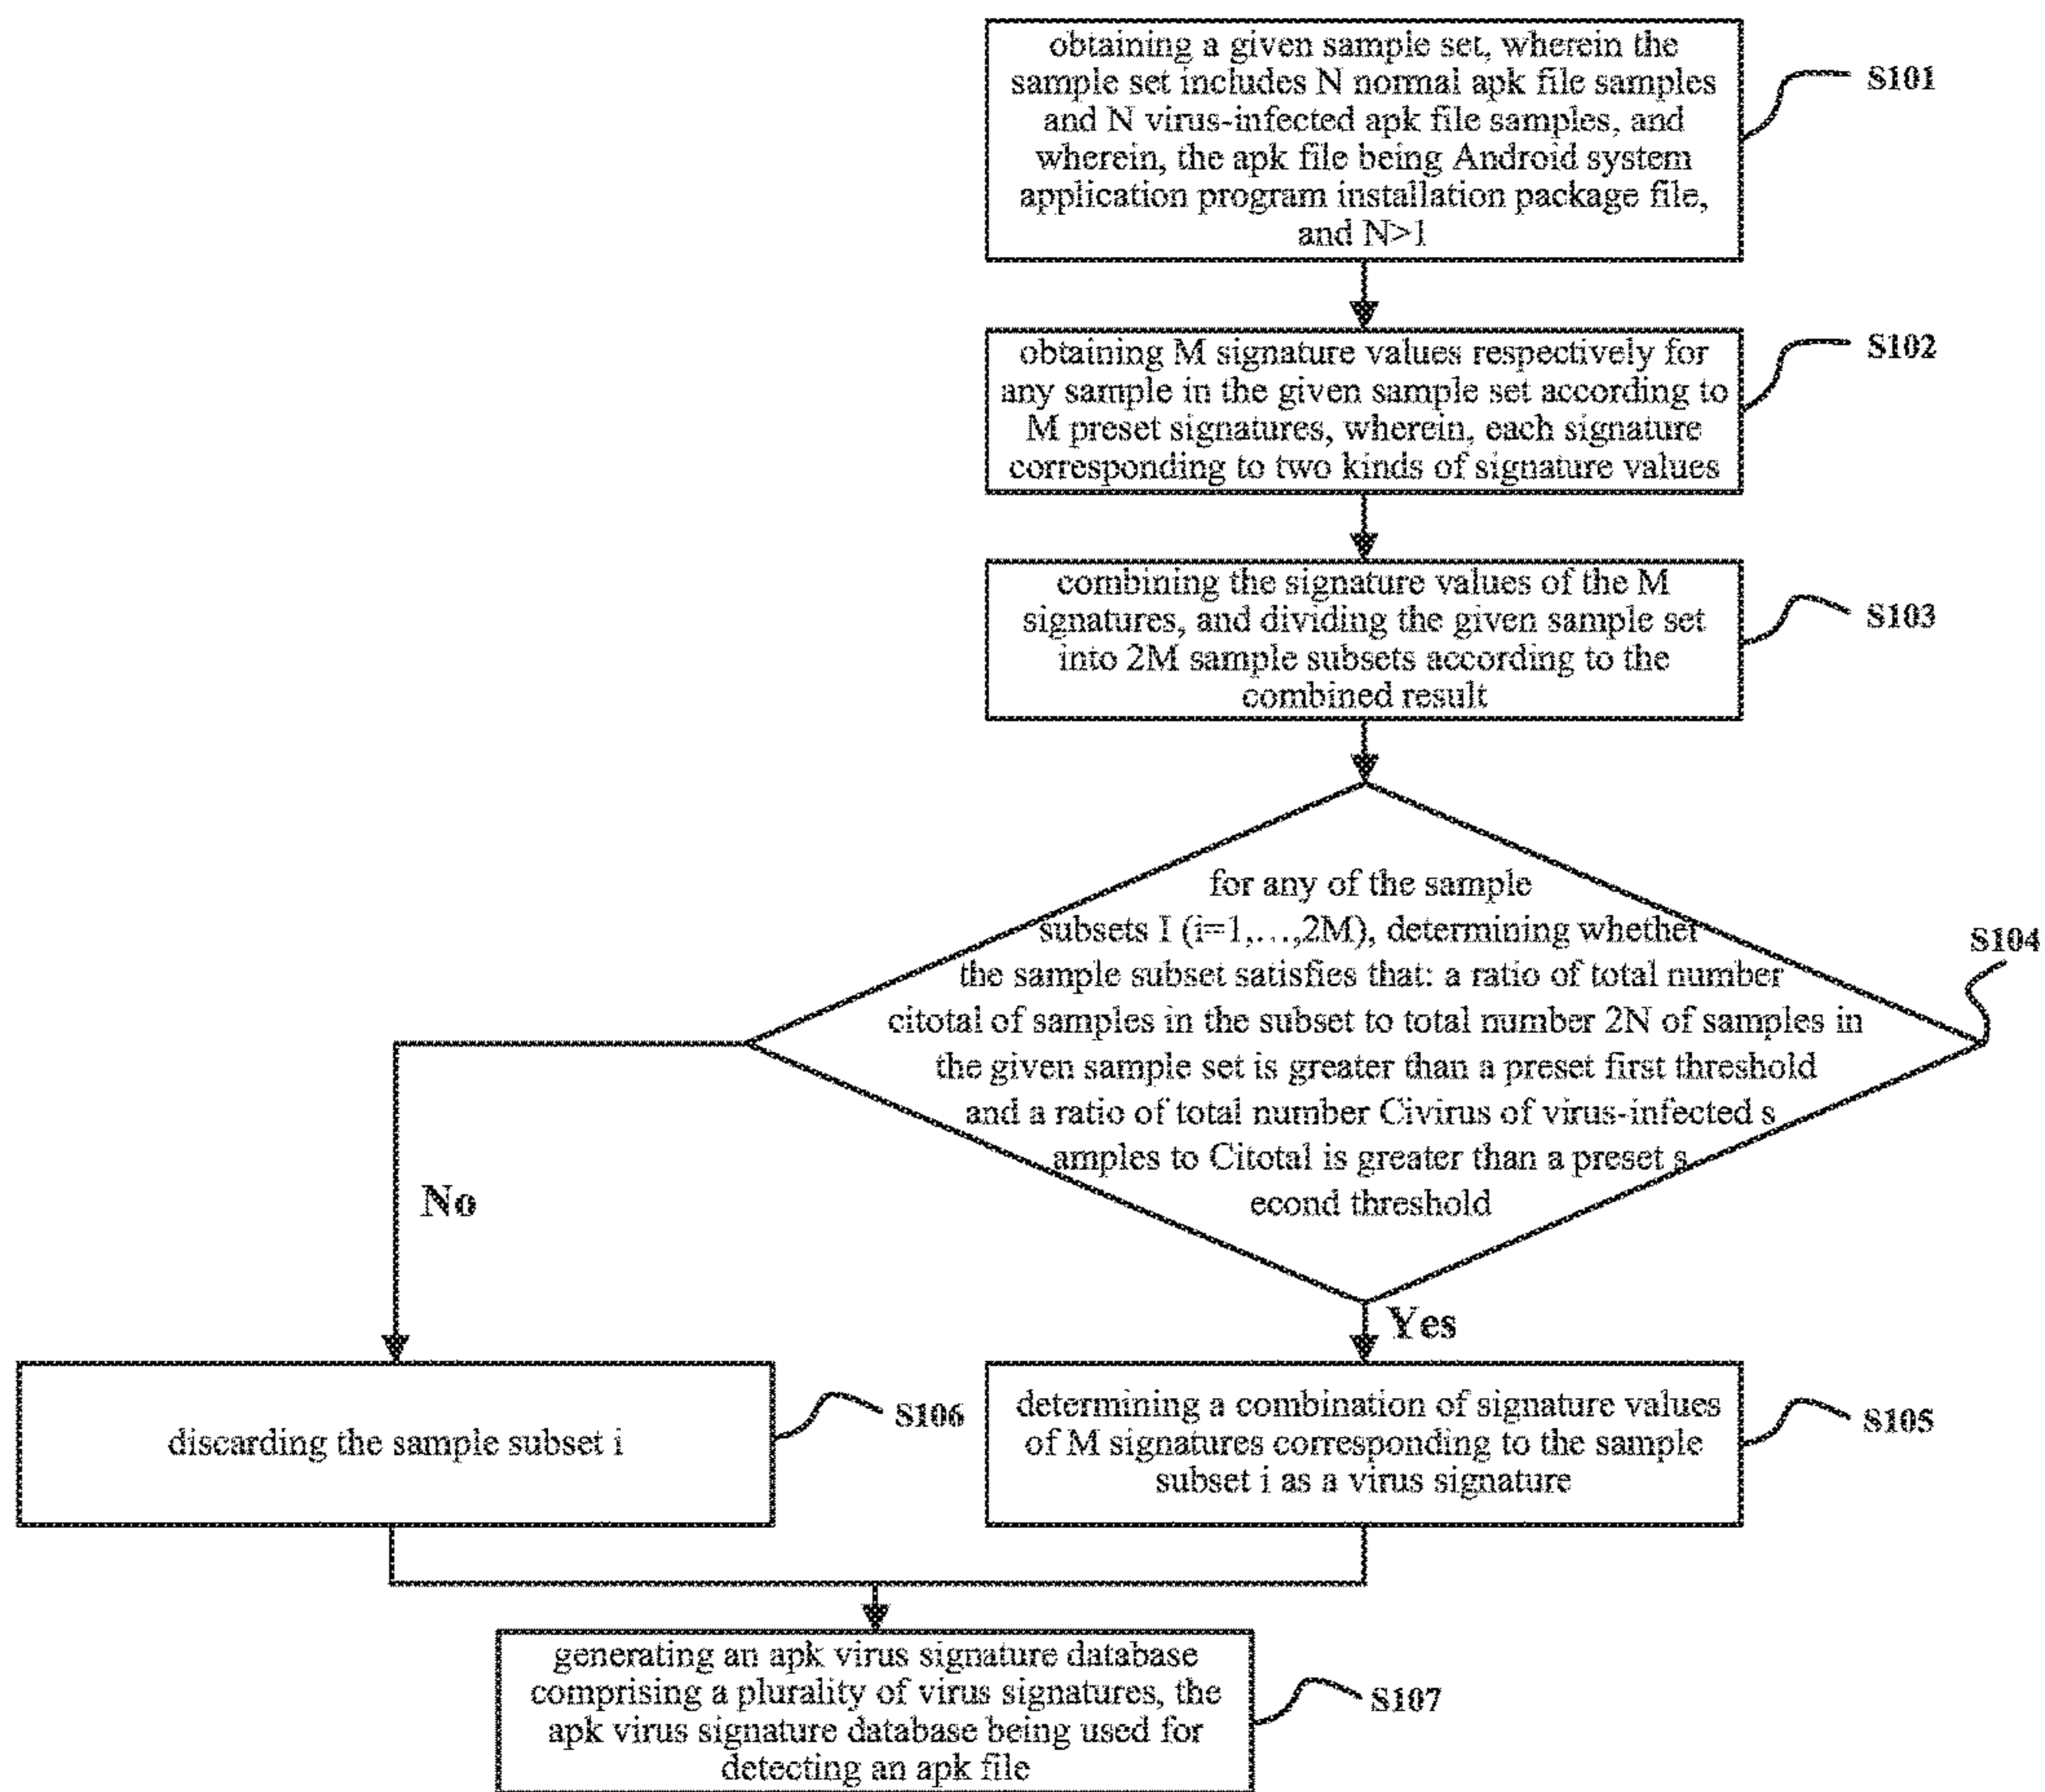 obtaining a given sample set, wherein the
sample set includes N normal apk file samples
and N virus-infected apk file samples, and
wherein, the apk file being Android system
application program installation package file,
and N>1
S101
obtaining M signature values respectively for
any sample in the given sample set according to
M preset signatures, wherein, each signature
corresponding to two kinds of signature values
S102
combining the signature values of the M
signatures, and dividing the given sample set
into 2M sample subsets according to the
combined result
S103
for any of the sample
subsets I (i=1,…,2M), determining whether
the sample subset satisfies that: a ratio of total number
citotal of samples in the subset to total number 2N of samples in
the given sample set is greater than a preset first threshold
and a ratio of total number Civirus of virus-infected s
amples to Citotal is greater than a preset s
econd threshold
S104
No
Yes
discarding the sample subset i
S106
determining a combination of signature values
of M signatures corresponding to the sample
subset i as a virus signature
S105
generating an apk virus signature database
comprising a plurality of virus signatures, the
apk virus signature database being used for
detecting an apk file
S107